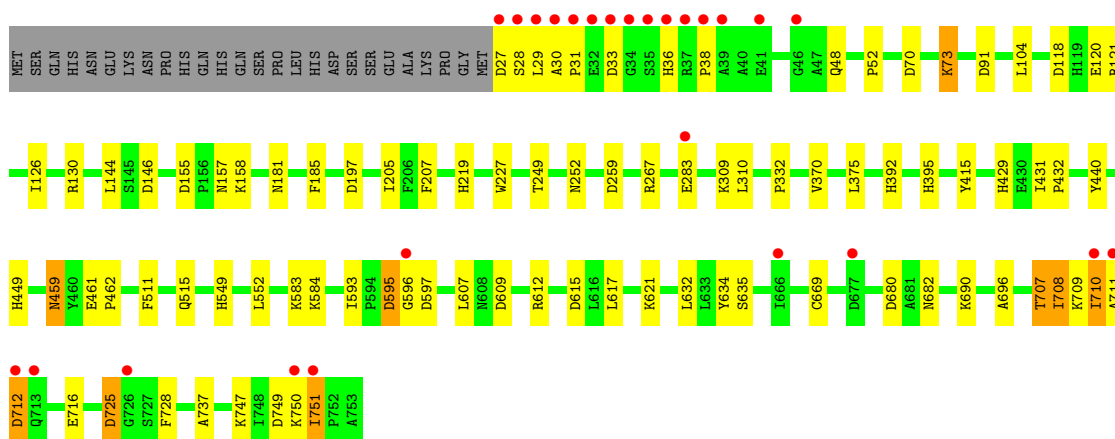 MET SER GLN HIS ASN GLU LYS ASN PRO HIS GLN HIS GLN SER PRO LEU HIS ASP SER SER GLU ALA LYS PRO GLY MET D27 S28 L29 A30 P31 E32 D33 G34 S35 H36 R37 P38 A39 A40 E41 G46 A47 Q48 P52 D70 K73 D91 L104 D118 H119 E120 R121
I126 R130 L144 S145 D146 D155 P156 N157 K158 N181 F185 D197 I205 F206 F207 H219 W227 T249 N252 D259 R267 E283 K309 L310 P332 V370 L375 H392 H395 Y415 H429 E430 I431 P432 Y440
H449 N459 Y460 E461 P462 F511 Q515 H549 L552 K583 K584 I593 P594 D595 G596 D597 L607 N608 D609 R612 D615 L616 L617 K621 L632 L633 Y634 S635 I666 C669 D677 D680 A681 N682 K690 A696 T707 I708 K709 I710 A711
D712 Q713 E716 D725 G726 S727 F728 A737 K747 I748 D749 K750 I751 P752 A753